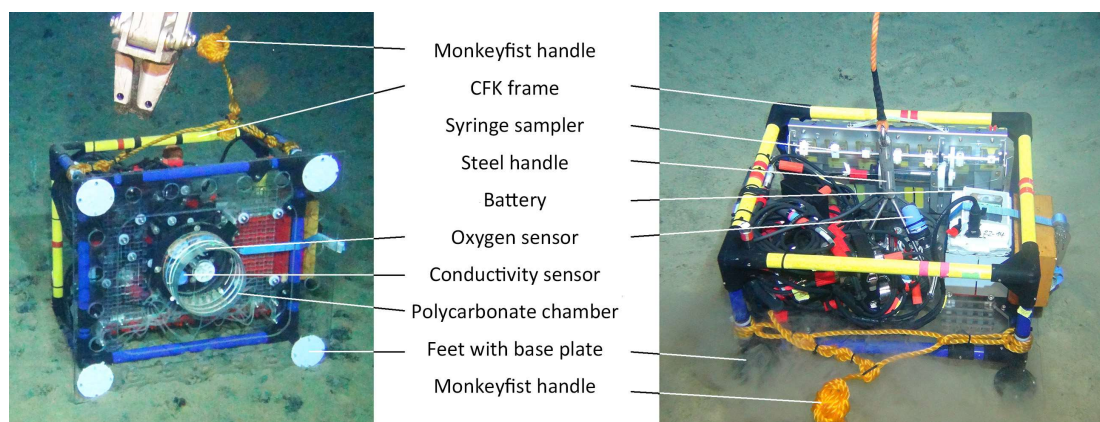 Monkeyfist handle
CFK frame
Syringe sampler
Steel handle
Battery
Oxygen sensor
Conductivity sensor
Polycarbonate chamber
Feet with base plate
Monkeyfist handle